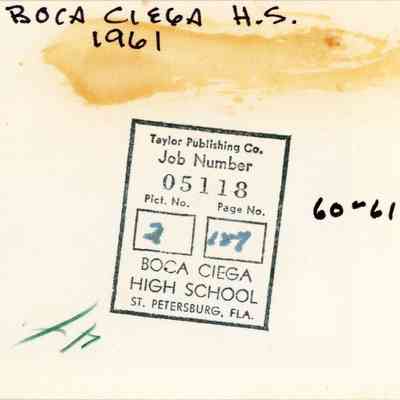 BOCA CIEGA H.S.
1961
Taylor Publishing Co.
Job Number
05118
Pict. No. Page No.
2 187
BOCA CIEGA
HIGH SCHOOL
ST. PETERSBURG, FLA.
60-61